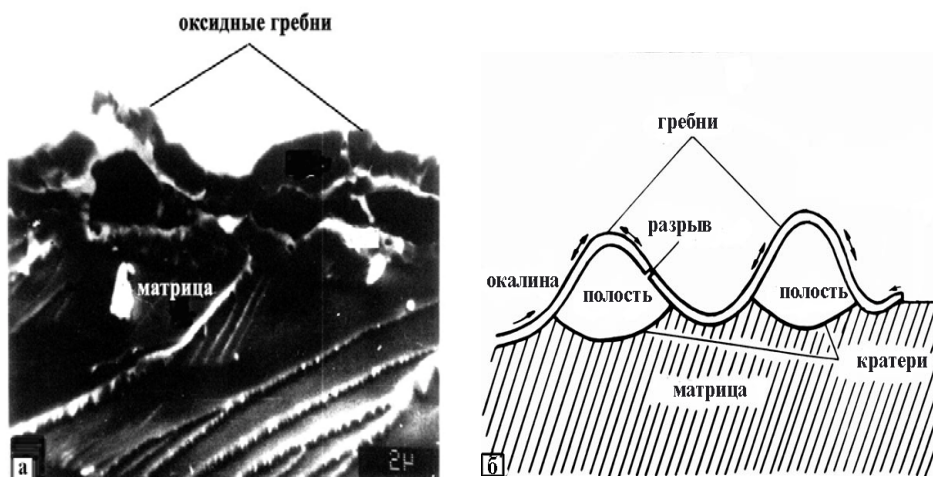 оксидные гребни
матрица
а
2µ
гребни
разрыв
окалина
полость
полость
кратери
матрица
б